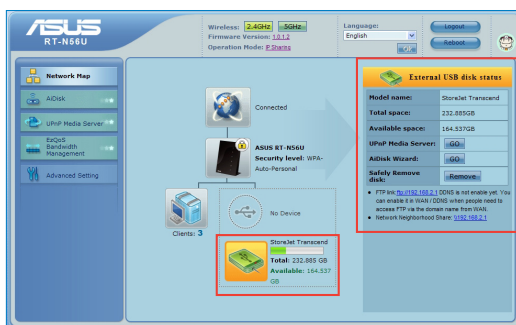 ASUS
RT-N56U
Wireless: 2.4GHz 5GHz
Firmware Version: 1.0.1.2
Operation Mode: IP Sharing
Language:
English
Logout
Reboot
Network Map
AiDisk
UPnP Media Server
EzQoS
Bandwidth
Management
Advanced Setting
Connected
ASUS RT-N56U
Security level: WPA-
Auto-Personal
Clients: 3
No Device
StoreJet Transcend
Total: 232.885 GB
Available: 164.537
GB
External USB disk status
Model name: StoreJet Transcend
Total space: 232.885GB
Available space: 164.537GB
UPnP Media Server: GO
AiDisk Wizard: GO
Safely Remove
disk: Remove
FTP link:ftp://192.168.2.1 DDNS is not enable yet. You
can enable it in WAN / DDNS when people need to
access FTP via the domain name from WAN.
Network Neighborhood Share: \\192.168.2.1